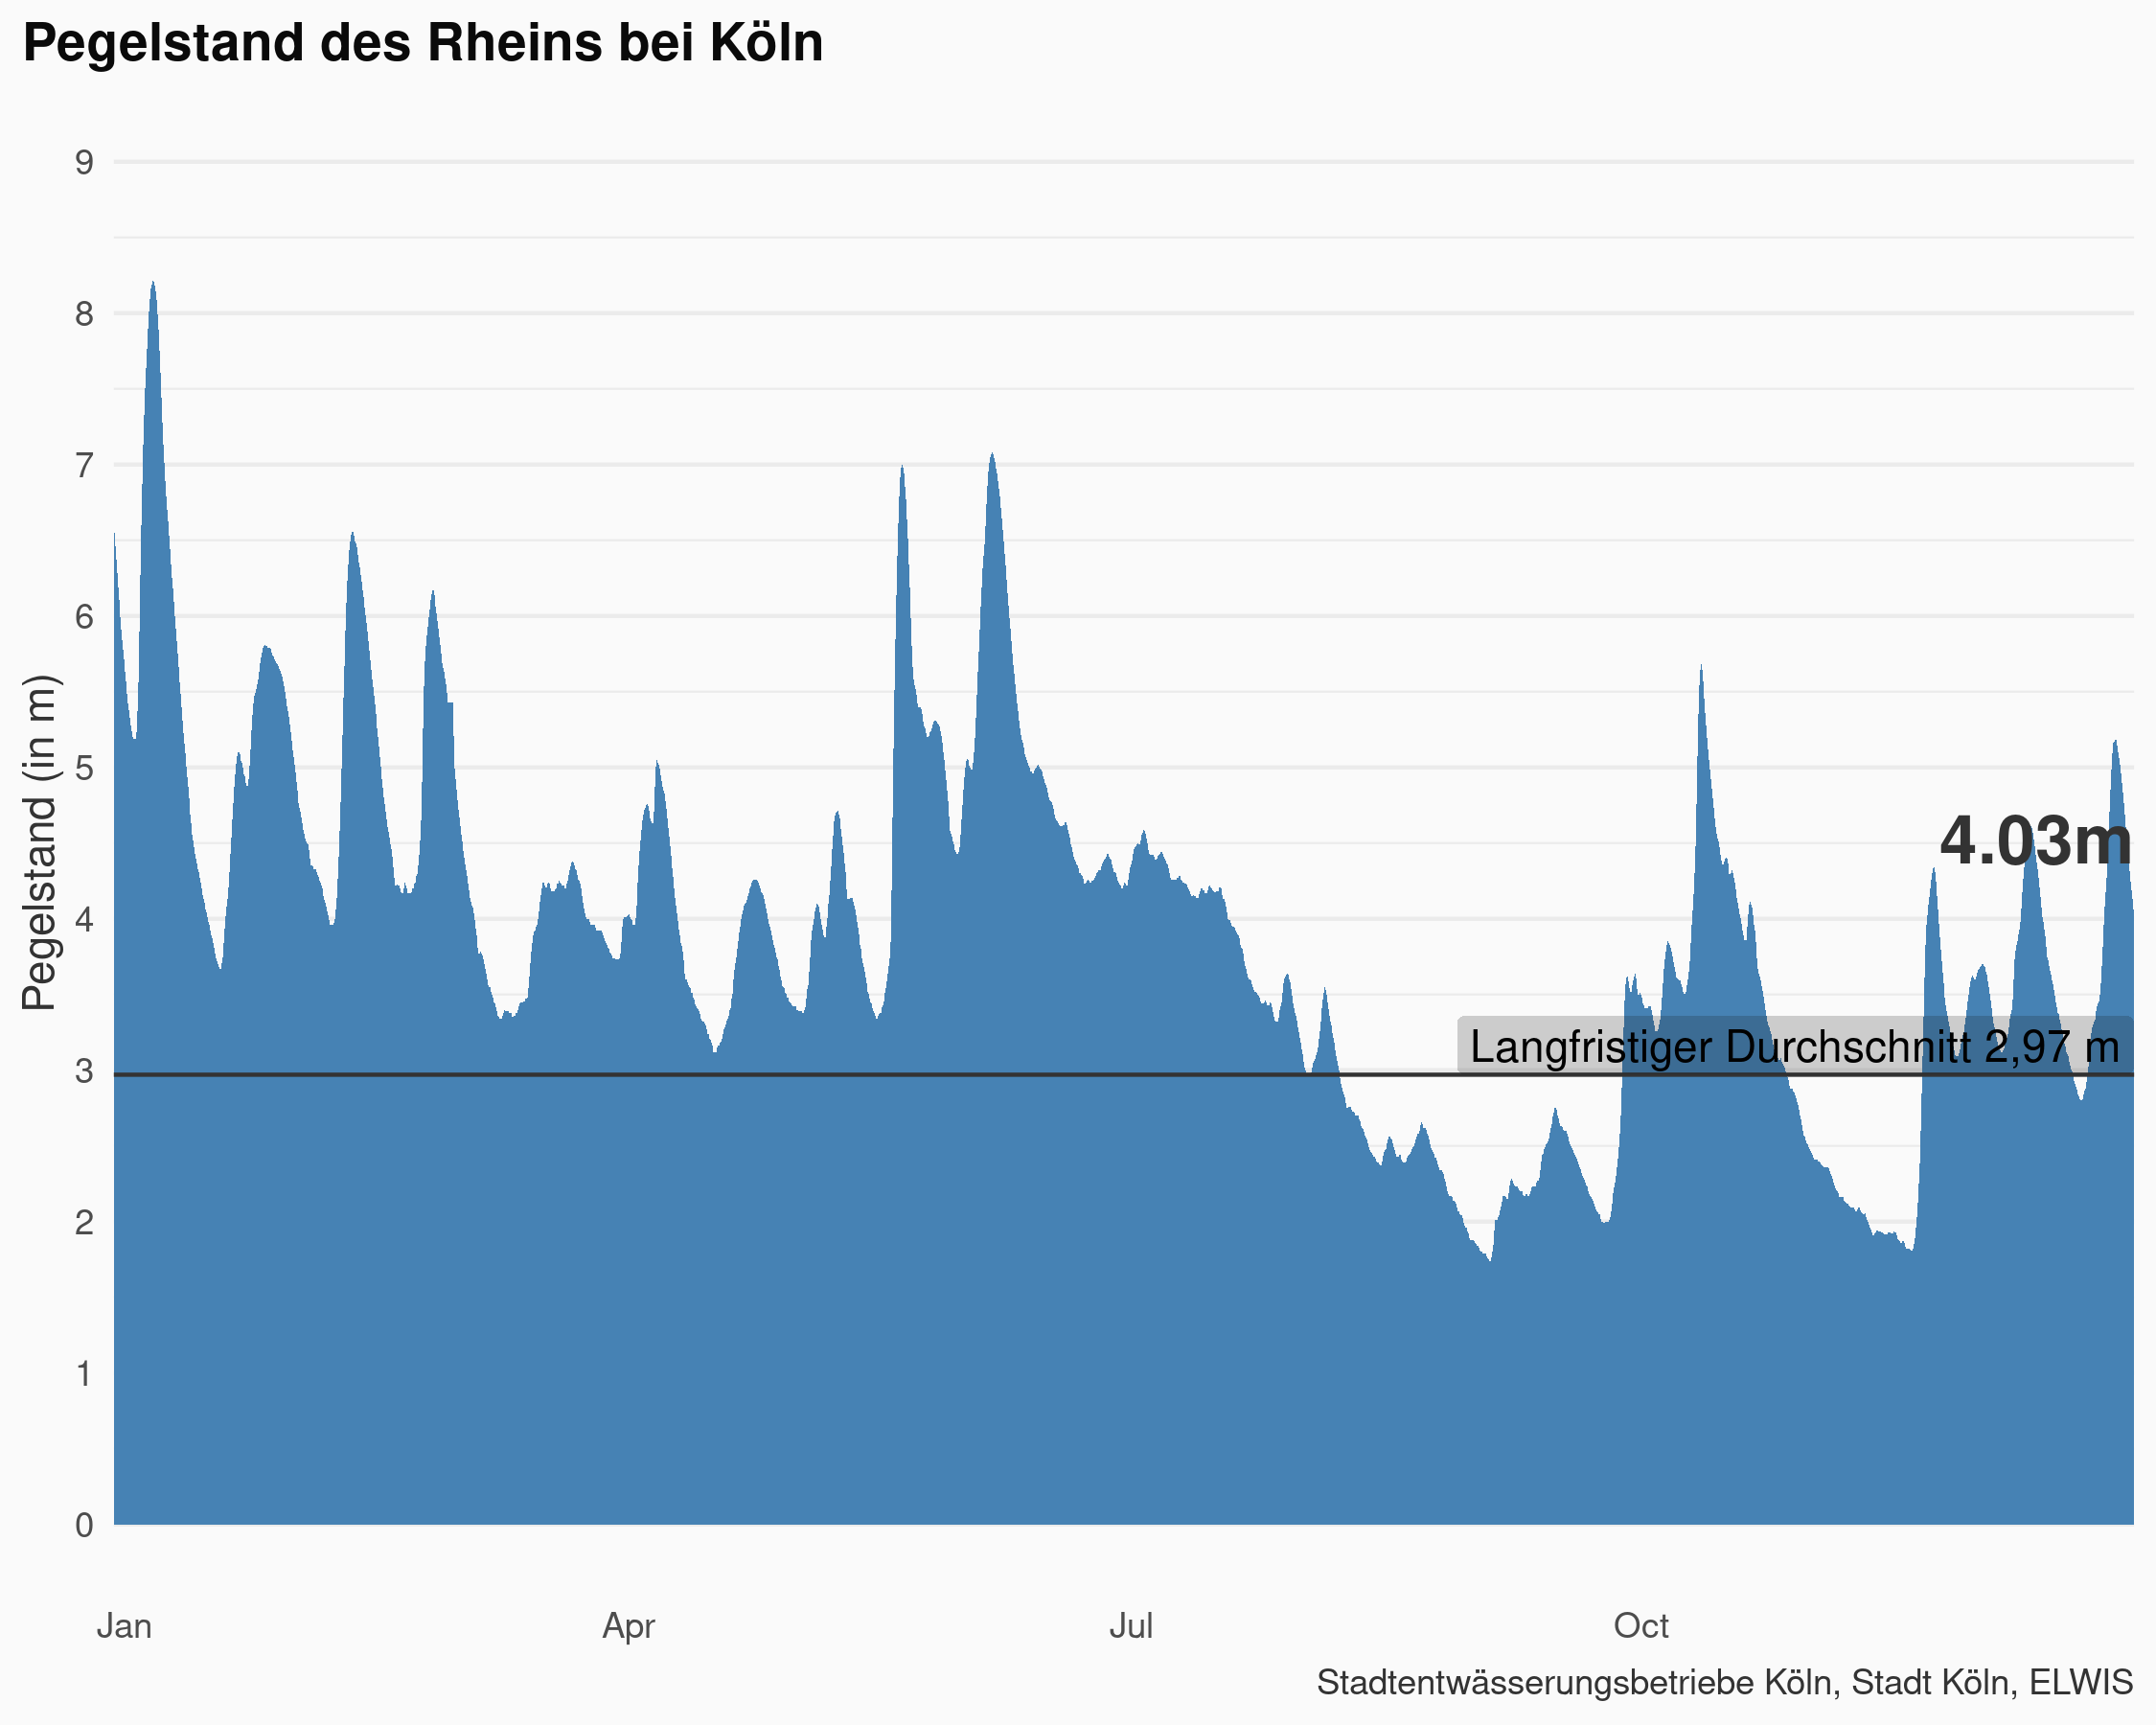 Pegelstand des Rheins bei Köln
Pegelstand (in m)
9
8
7
6
5
4
3
2
1
0
4.03m
Langfristiger Durchschnitt 2,97 m
Jan Apr Jul Oct
Stadtentwässerungsbetriebe Köln, Stadt Köln, ELWIS